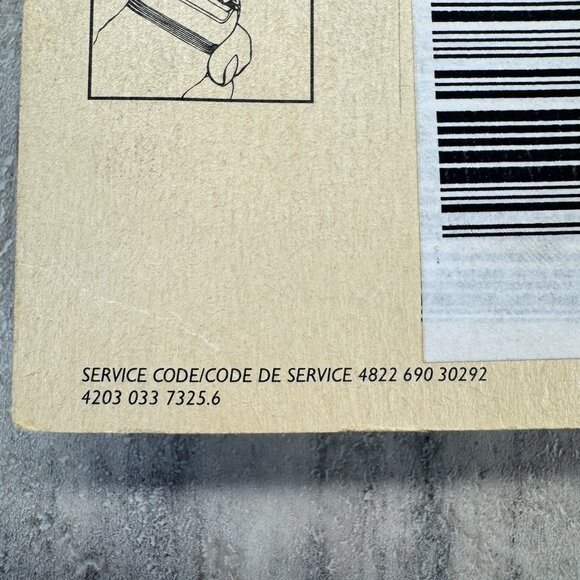 SERVICE CODE/CODE DE SERVICE 4822 690 30292
4203 033 7325.6